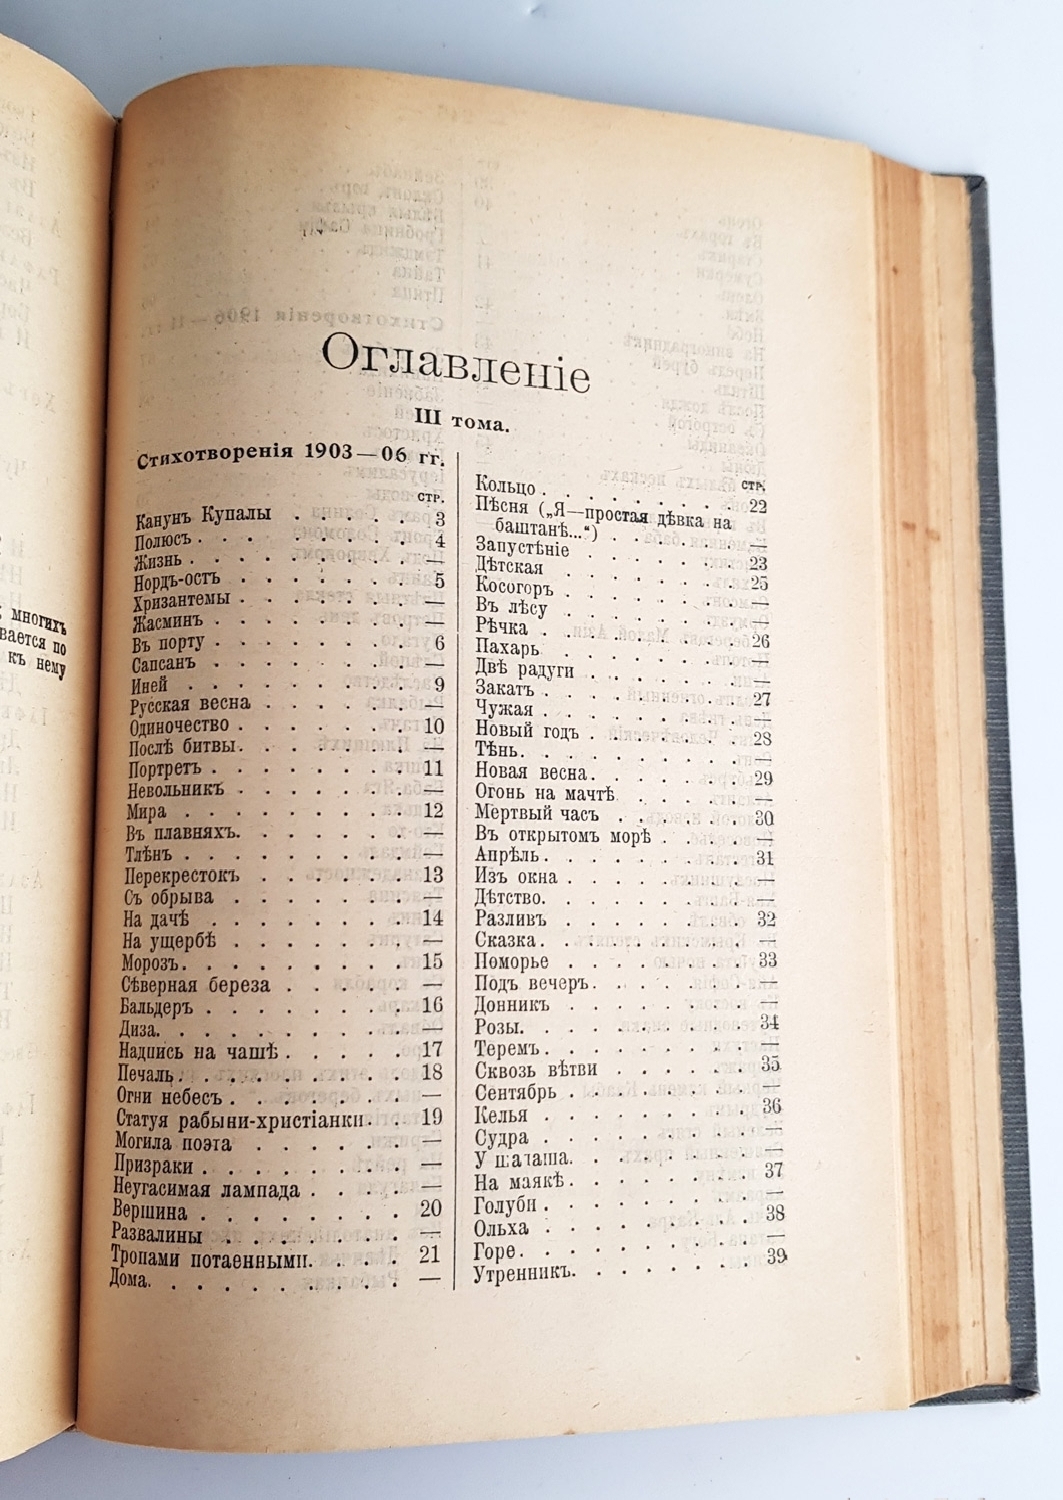 многихъ
вается по
къ нему
Оглавленіе
III тома.
Стихотворенія 1903—06 гг.
стр.
Канунъ Купалы . . . . . 3
Полюсъ . . . . . . . . 4
Жизнь . . . . . . . . —
Нордъ-остъ . . . . . . . 5
Хризантемы . . . . . . —
Жасминъ . . . . . . . —
Въ порту . . . . . . . 6
Сапсанъ . . . . . . . —
Иней . . . . . . . . 9
Русская весна . . . . . —
Одиночество . . . . . . 10
Послѣ битвы . . . . . . —
Портретъ . . . . . . . 11
Невольникъ . . . . . . —
Мира . . . . . . . . 12
Въ плавняхъ. . . . . . —
Тлѣнъ . . . . . . . . —
Перекрестокъ . . . . . 13
Съ обрыва . . . . . . —
На дачѣ . . . . . . . 14
На ущербѣ . . . . . . —
Морозъ. . . . . . . . 15
Сѣверная береза . . . . —
Бальдеръ . . . . . . . 16
Диза. . . . . . . . . —
Надпись на чашѣ . . . . 17
Печаль . . . . . . . . 18
Огни небесъ . . . . . . —
Статуя рабыни-христіанки. . 19
Могила поэта . . . . . —
Призраки . . . . . . . —
Неугасимая лампада . . . —
Вершина . . . . . . . 20
Развалины . . . . . . —
Тропами потаенными. . . . 21
Дома. . . . . . . . . —
стр.
Кольцо . . . . . . . . 22
Пѣсня („Я—простая дѣвка на
баштанѣ...“) . . . . . —
Запустѣніе . . . . . . 23
Дѣтская . . . . . . . 25
Косогоръ . . . . . . . —
Въ лѣсу . . . . . . . —
Рѣчка . . . . . . . . 26
Пахарь . . . . . . . —
Двѣ радуги . . . . . . —
Закатъ . . . . . . . . 27
Чужая . . . . . . . . —
Новый годъ . . . . . . 28
Тѣнь. . . . . . . . . —
Новая весна. . . . . . 29
Огонь на мачтѣ . . . . —
Мертвый часъ . . . . . 30
Въ открытомъ морѣ . . . —
Апрѣль. . . . . . . . 31
Изъ окна . . . . . . . —
Дѣтство. . . . . . . . —
Разливъ . . . . . . . 32
Сказка. . . . . . . . —
Поморье . . . . . . . 33
Подъ вечеръ. . . . . . —
Донникъ . . . . . . . —
Розы. . . . . . . . . 34
Теремъ. . . . . . . . —
Сквозь вѣтви . . . . . 35
Сентябрь . . . . . . . —
Келья . . . . . . . . 36
Судра . . . . . . . . —
У шалаша. . . . . . . —
На маякѣ. . . . . . . 37
Голуби . . . . . . . . —
Ольха . . . . . . . . 38
Горе. . . . . . . . . —
Утренникъ. . . . . . . 39